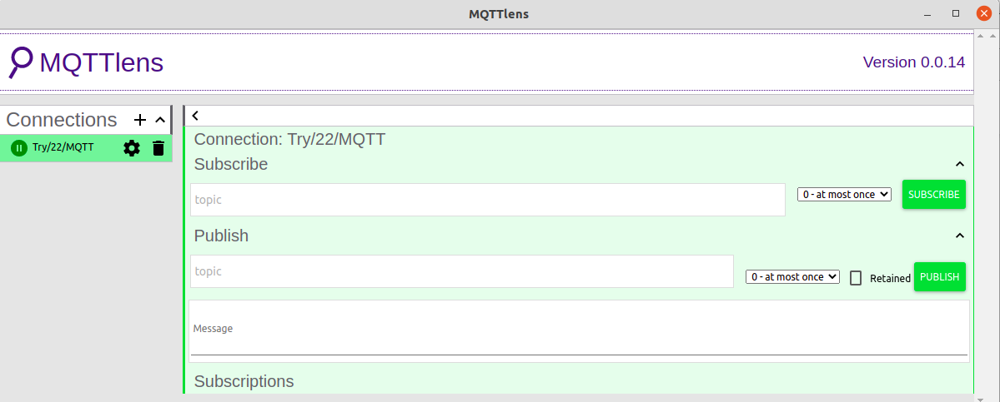 MQTTlens
MQTTlens
Version 0.0.14
Connections
Try/22/MQTT
Connection: Try/22/MQTT
Subscribe
topic
0 - at most once
SUBSCRIBE
Publish
topic
0 - at most once
Retained
PUBLISH
Message
Subscriptions